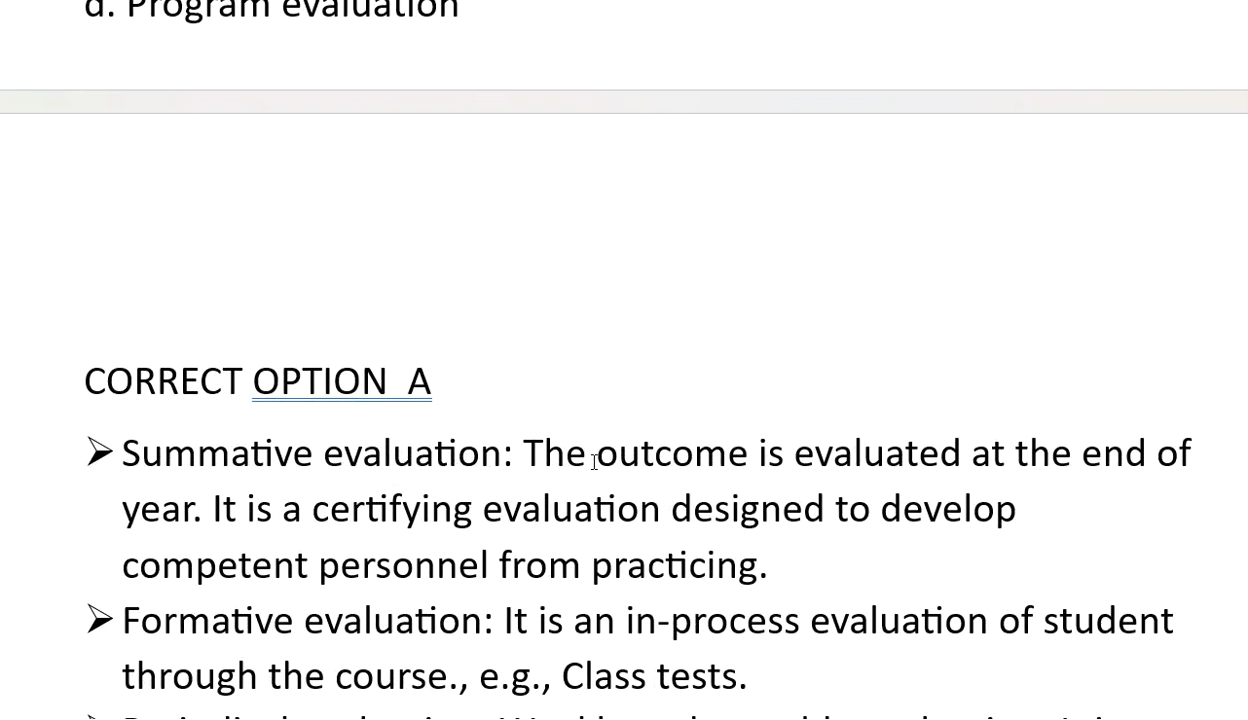 d. Program evaluation
CORRECT OPTION  A
➢ Summative evaluation: The outcome is evaluated at the end of
year. It is a certifying evaluation designed to develop
competent personnel from practicing.
➢ Formative evaluation: It is an in-process evaluation of student
through the course., e.g., Class tests.